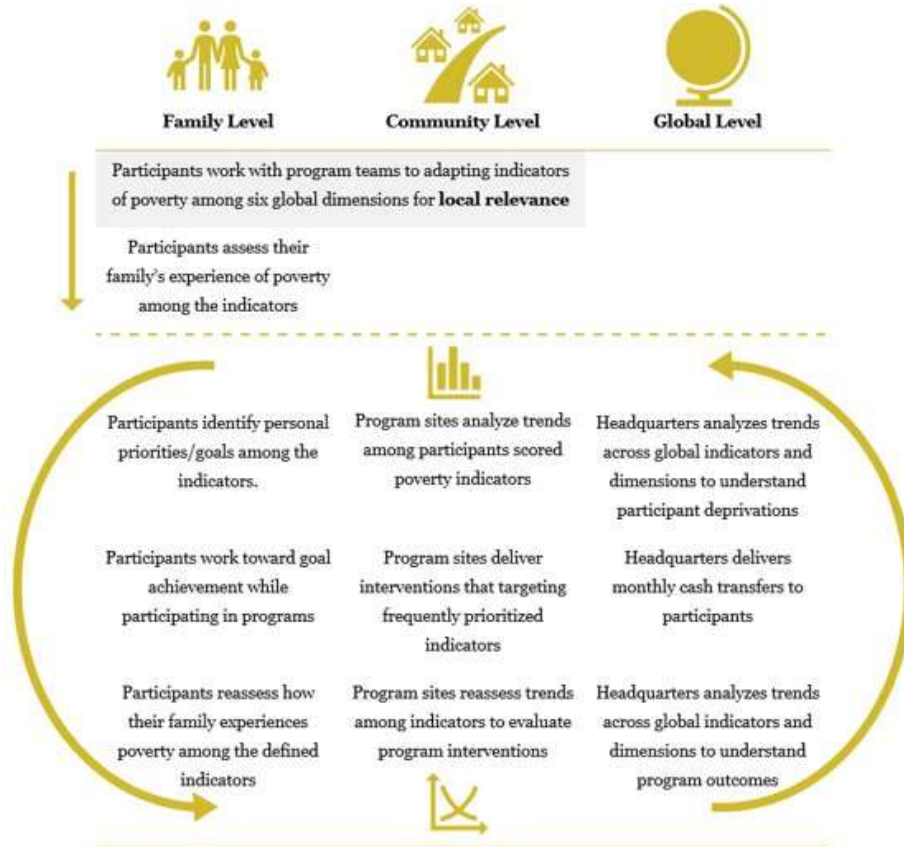 Family Level
Community Level
Global Level
Participants work with program teams to adapting indicators
of poverty among six global dimensions for local relevance
Participants assess their
family's experience of poverty
among the indicators
Participants identify personal
priorities/goals among the
indicators.
Program sites analyze trends
among participants scored
poverty indicators
Headquarters analyzes trends
across global indicators and
dimensions to understand
participant deprivations
Participants work toward goal
achievement while
participating in programs
Program sites deliver
interventions that targeting
frequently prioritized
indicators
Headquarters delivers
monthly cash transfers to
participants
Participants reassess how
their family experiences
poverty among the defined
indicators
Program sites reassess trends
among indicators to evaluate
program interventions
Headquarters analyzes trends
across global indicators and
dimensions to understand
program outcomes